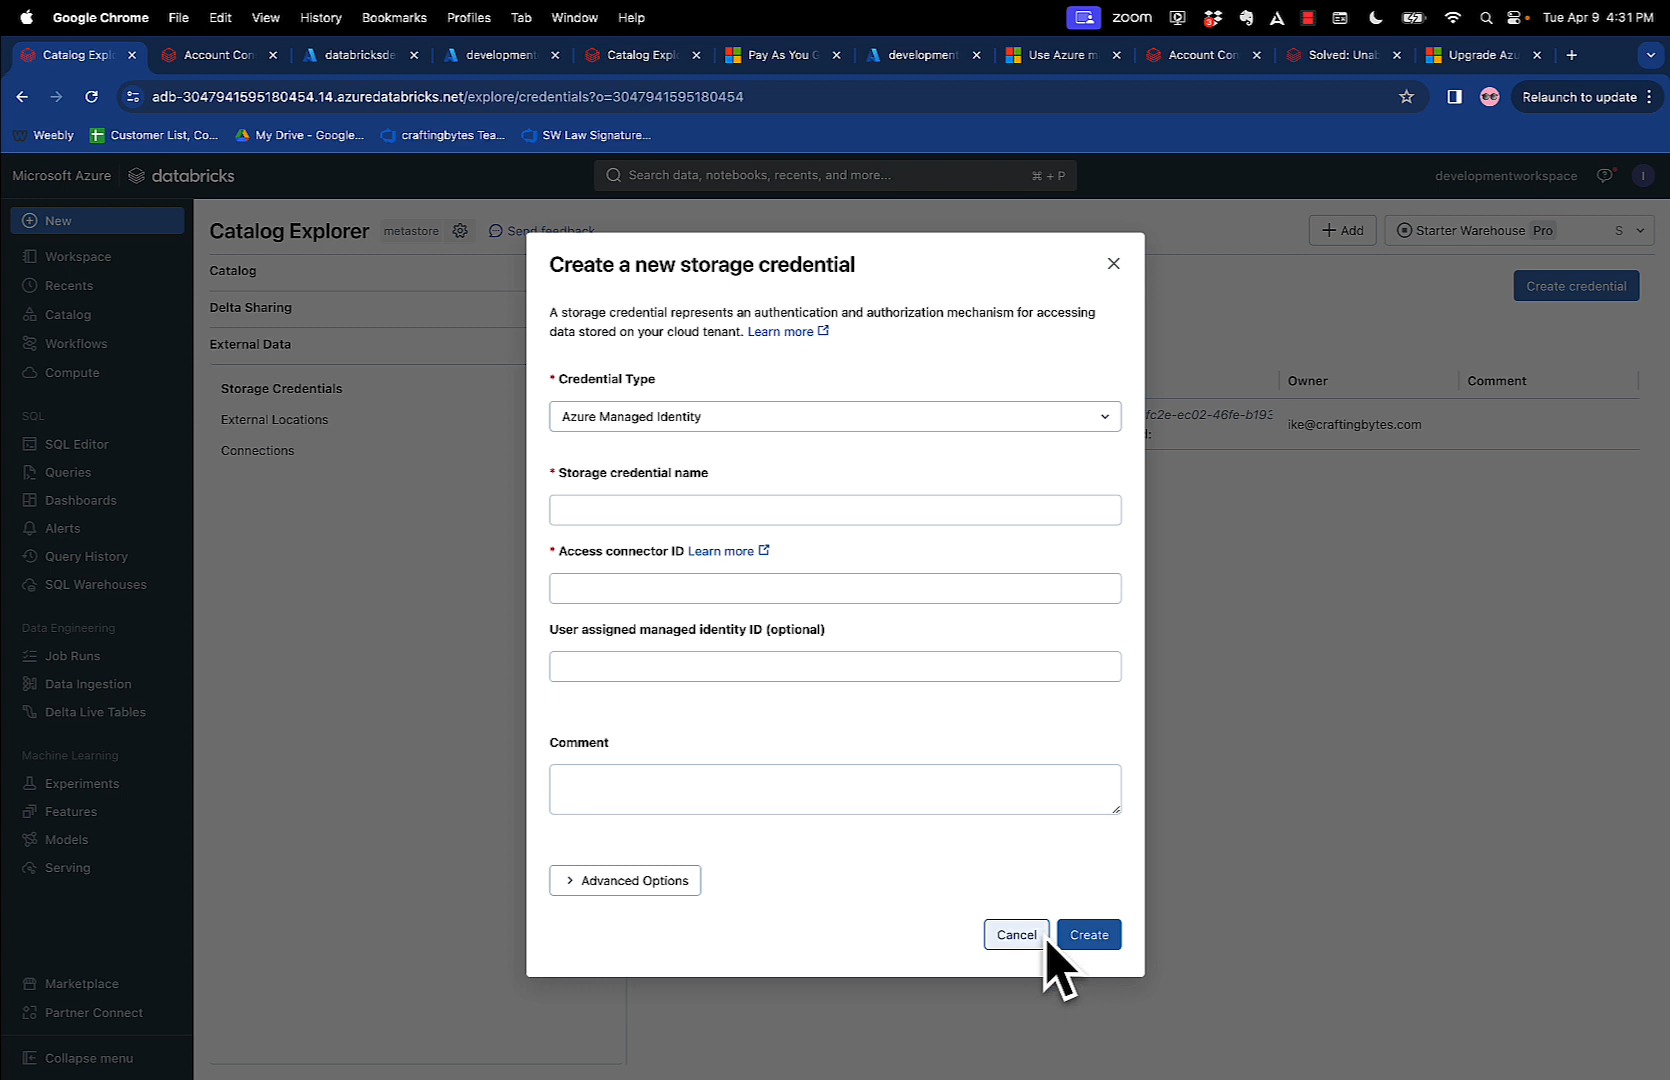 Google Chrome File Edit View History Bookmarks Profiles Tab Window Help zoom Tue Apr 9 4:31 PM
Catalog Explo Account Con databricksde development Catalog Explo Pay As You G development Use Azure m Account Con Solved: Unab Upgrade Azu
adb-3047941595180454.14.azuredatabricks.net/explore/credentials?o=3047941595180454 Relaunch to update
Weebly Customer List, Co... My Drive - Google... craftingbytes Tea... SW Law Signature...
Microsoft Azure databricks Search data, notebooks, recents, and more... ⌘ + P developmentworkspace I
New
Workspace
Recents
Catalog
Workflows
Compute
SQL
SQL Editor
Queries
Dashboards
Alerts
Query History
SQL Warehouses
Data Engineering
Job Runs
Data Ingestion
Delta Live Tables
Machine Learning
Experiments
Features
Models
Serving
Marketplace
Partner Connect
Collapse menu
Catalog Explorer metastore Send feedback + Add Starter Warehouse Pro S
Catalog
Delta Sharing
External Data
Storage Credentials
External Locations
Connections
Create credential
Owner Comment
fc2e-ec02-46fe-b193 ike@craftingbytes.com
d:
Create a new storage credential
A storage credential represents an authentication and authorization mechanism for accessing
data stored on your cloud tenant. Learn more
* Credential Type
Azure Managed Identity
* Storage credential name
* Access connector ID Learn more
User assigned managed identity ID (optional)
Comment
> Advanced Options
Cancel Create